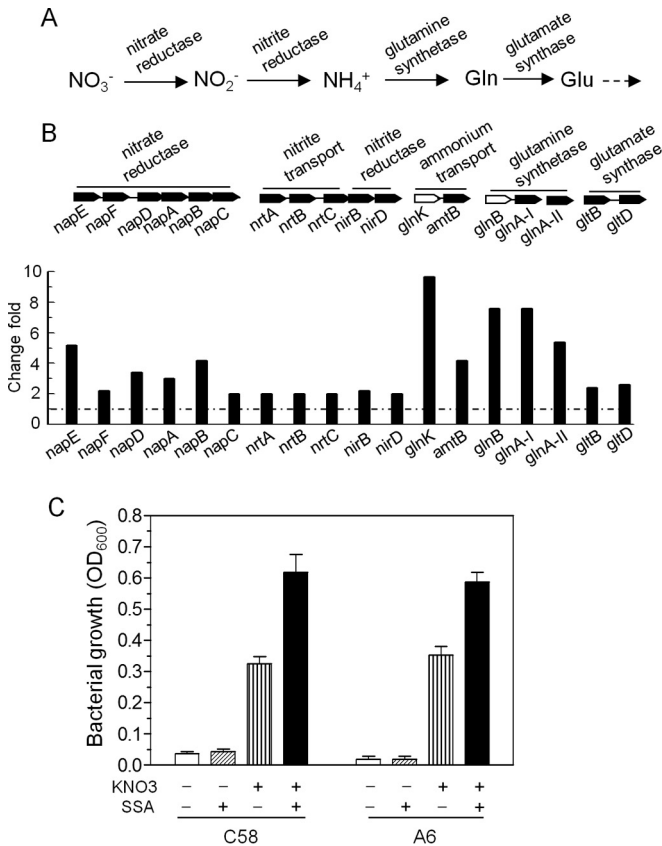 A
nitrate reductase
nitrite reductase
glutamine synthetase
glutamate synthase
NO3- NO2- NH4+ Gln Glu
B
nitrate reductase
nitrite transport
nitrite reductase
ammonium transport
glutamine synthetase
glutamate synthase
napE napF napD napA napB napC nrtA nrtB nrtC nirB nirD glnK amtB glnB glnA-I glnA-II gltB gltD
Change fold
10
8
6
4
2
0
napE napF napD napA napB napC nrtA nrtB nrtC nirB nirD glnK amtB glnB glnA-I glnA-II gltB gltD
C
Bacterial growth (OD600)
0.8
0.7
0.6
0.5
0.4
0.3
0.2
0.1
0.0
KNO3 – – + + – – + +
SSA – + – + – + – +
C58 A6